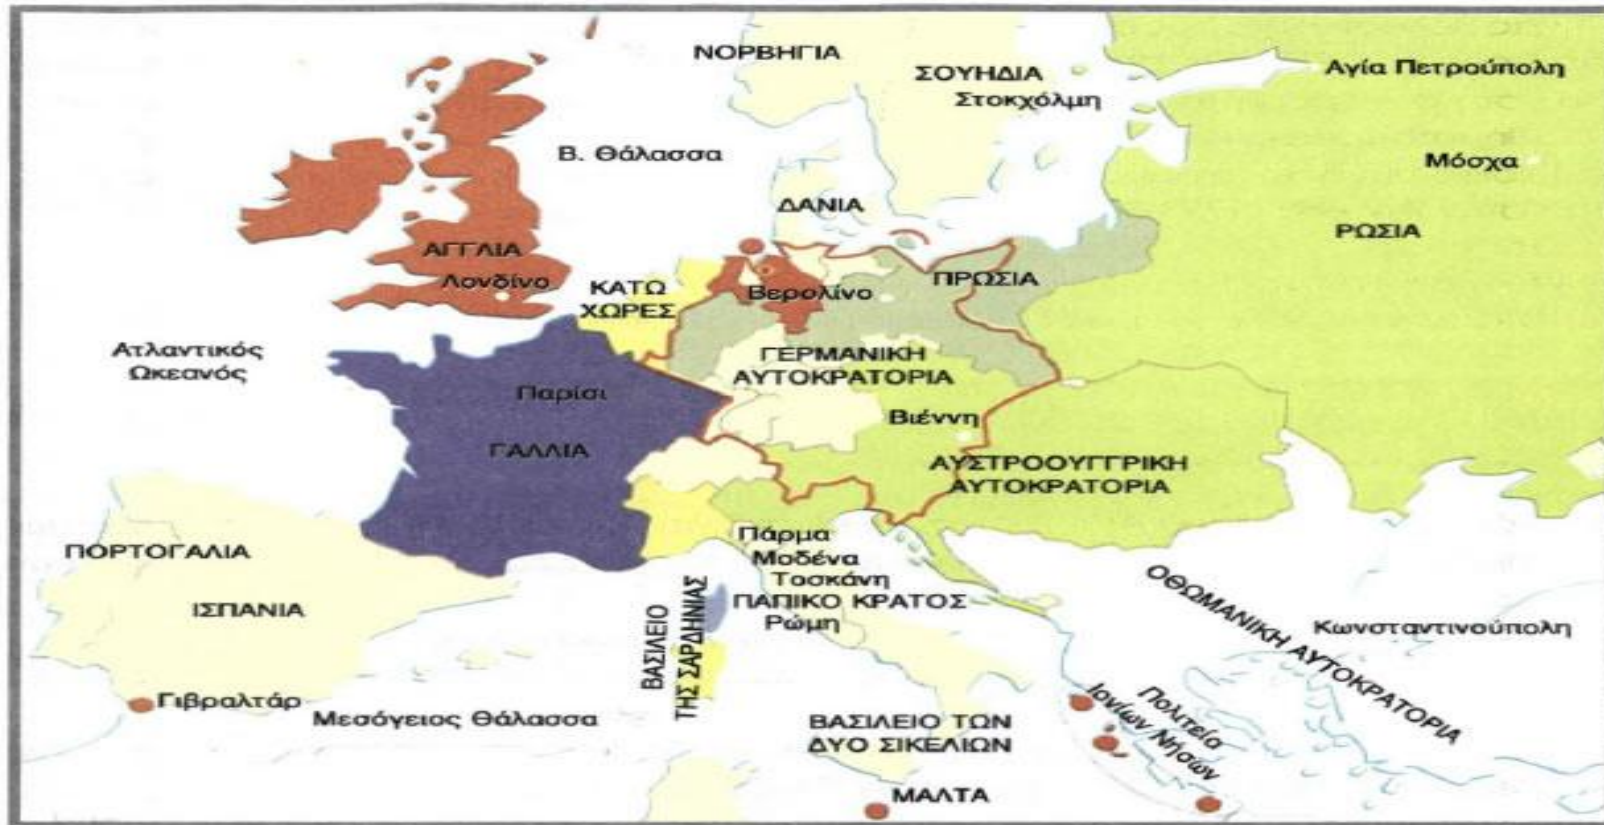 ΝΟΡΒΗΓΙΑ
ΣΟΥΗΔΙΑ
Στοκχόλμη
Αγία Πετρούπολη
Μόσχα
Β. Θάλασσα
ΔΑΝΙΑ
ΡΩΣΙΑ
ΑΓΓΛΙΑ
Λονδίνο
ΚΑΤΩ
ΧΩΡΕΣ
Βερολίνο
ΠΡΩΣΙΑ
Ατλαντικός
Ωκεανός
ΓΕΡΜΑΝΙΚΗ
ΑΥΤΟΚΡΑΤΟΡΙΑ
Παρίσι
Βιέννη
ΓΑΛΛΙΑ
ΑΥΣΤΡΟΟΥΓΓΡΙΚΗ
ΑΥΤΟΚΡΑΤΟΡΙΑ
ΠΟΡΤΟΓΑΛΙΑ
ΙΣΠΑΝΙΑ
Πάρμα
Μοδένα
Τοσκάνη
ΠΑΠΙΚΟ ΚΡΑΤΟΣ
Ρώμη
ΒΑΣΙΛΕΙΟ
ΤΗΣ ΣΑΡΔΗΝΙΑΣ
ΟΘΩΜΑΝΙΚΗ ΑΥΤΟΚΡΑΤΟΡΙΑ
Κωνσταντινούπολη
Γιβραλτάρ
Μεσόγειος Θάλασσα
ΒΑΣΙΛΕΙΟ ΤΩΝ
ΔΥΟ ΣΙΚΕΛΙΩΝ
Πολιτεία
Ιονίων Νήσων
ΜΑΛΤΑ